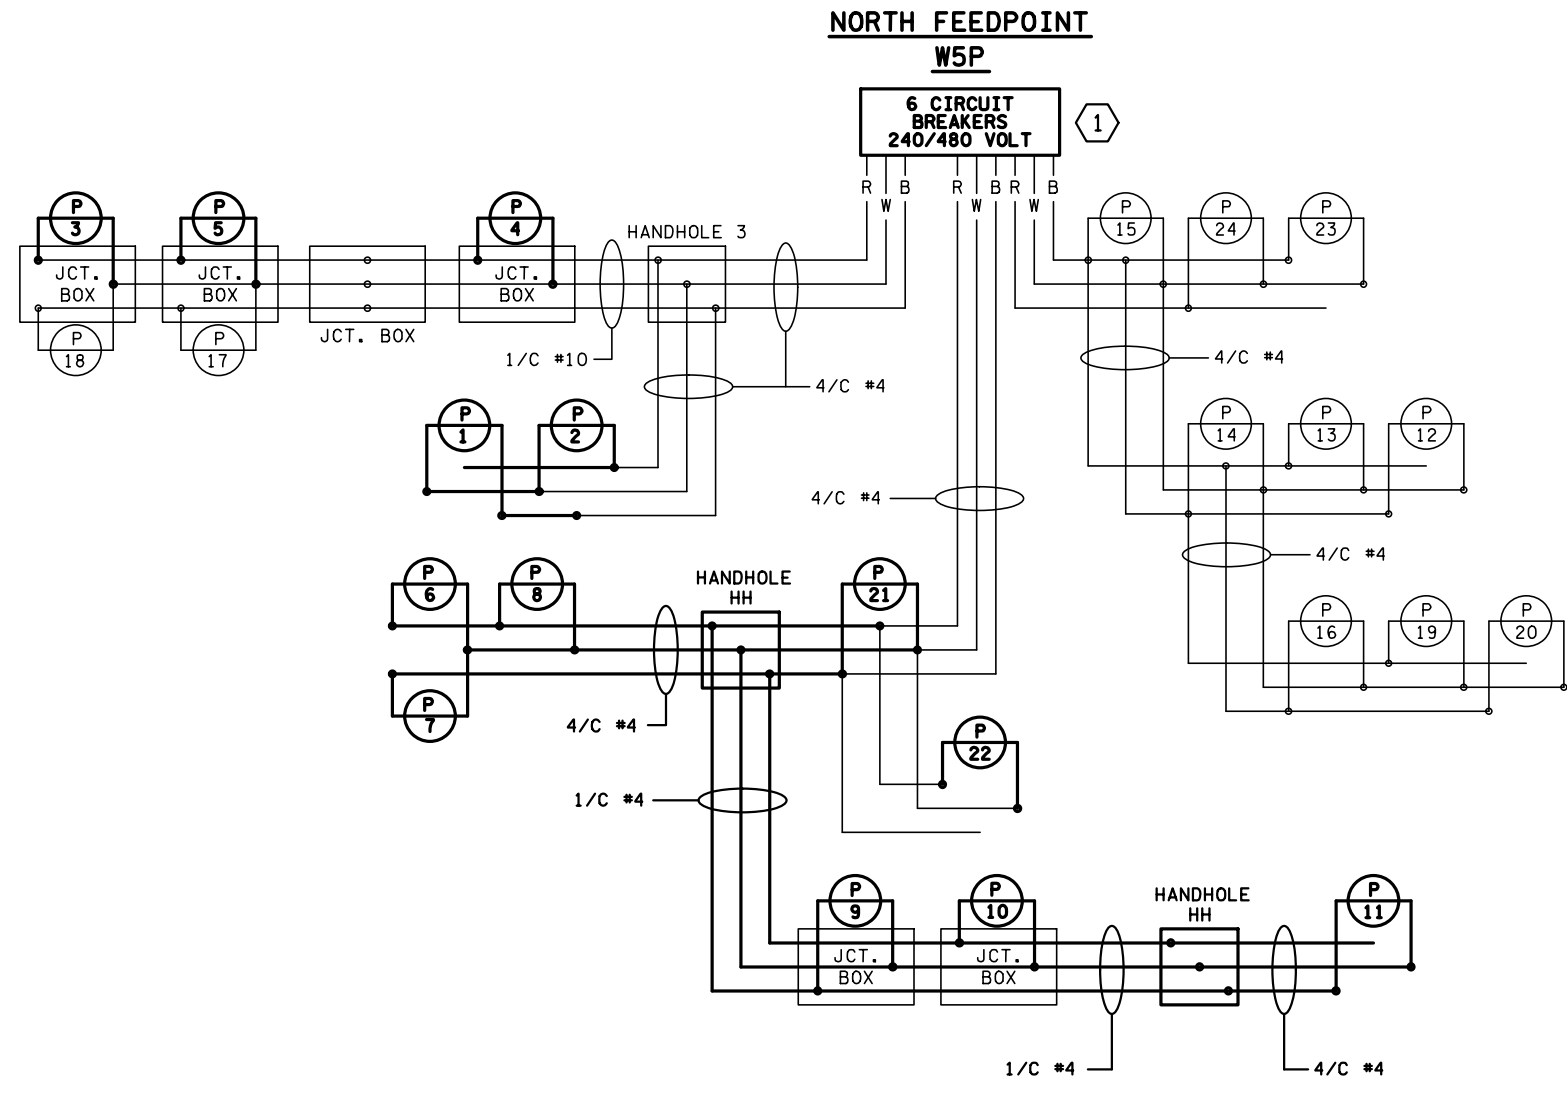 NORTH FEEDPOINT
W5P
6 CIRCUIT
BREAKERS
240/480 VOLT
1
R
W
B
R
W
B
R
W
B
P
3
P
5
P
4
HANDHOLE 3
P
15
P
24
P
23
JCT.
BOX
JCT.
BOX
JCT. BOX
JCT.
BOX
P
18
P
17
1/C #10
4/C #4
4/C #4
P
1
P
2
P
14
P
13
P
12
4/C #4
4/C #4
P
6
P
8
HANDHOLE
HH
P
21
P
16
P
19
P
20
P
7
4/C #4
P
22
1/C #4
P
9
P
10
HANDHOLE
HH
P
11
JCT.
BOX
JCT.
BOX
1/C #4
4/C #4